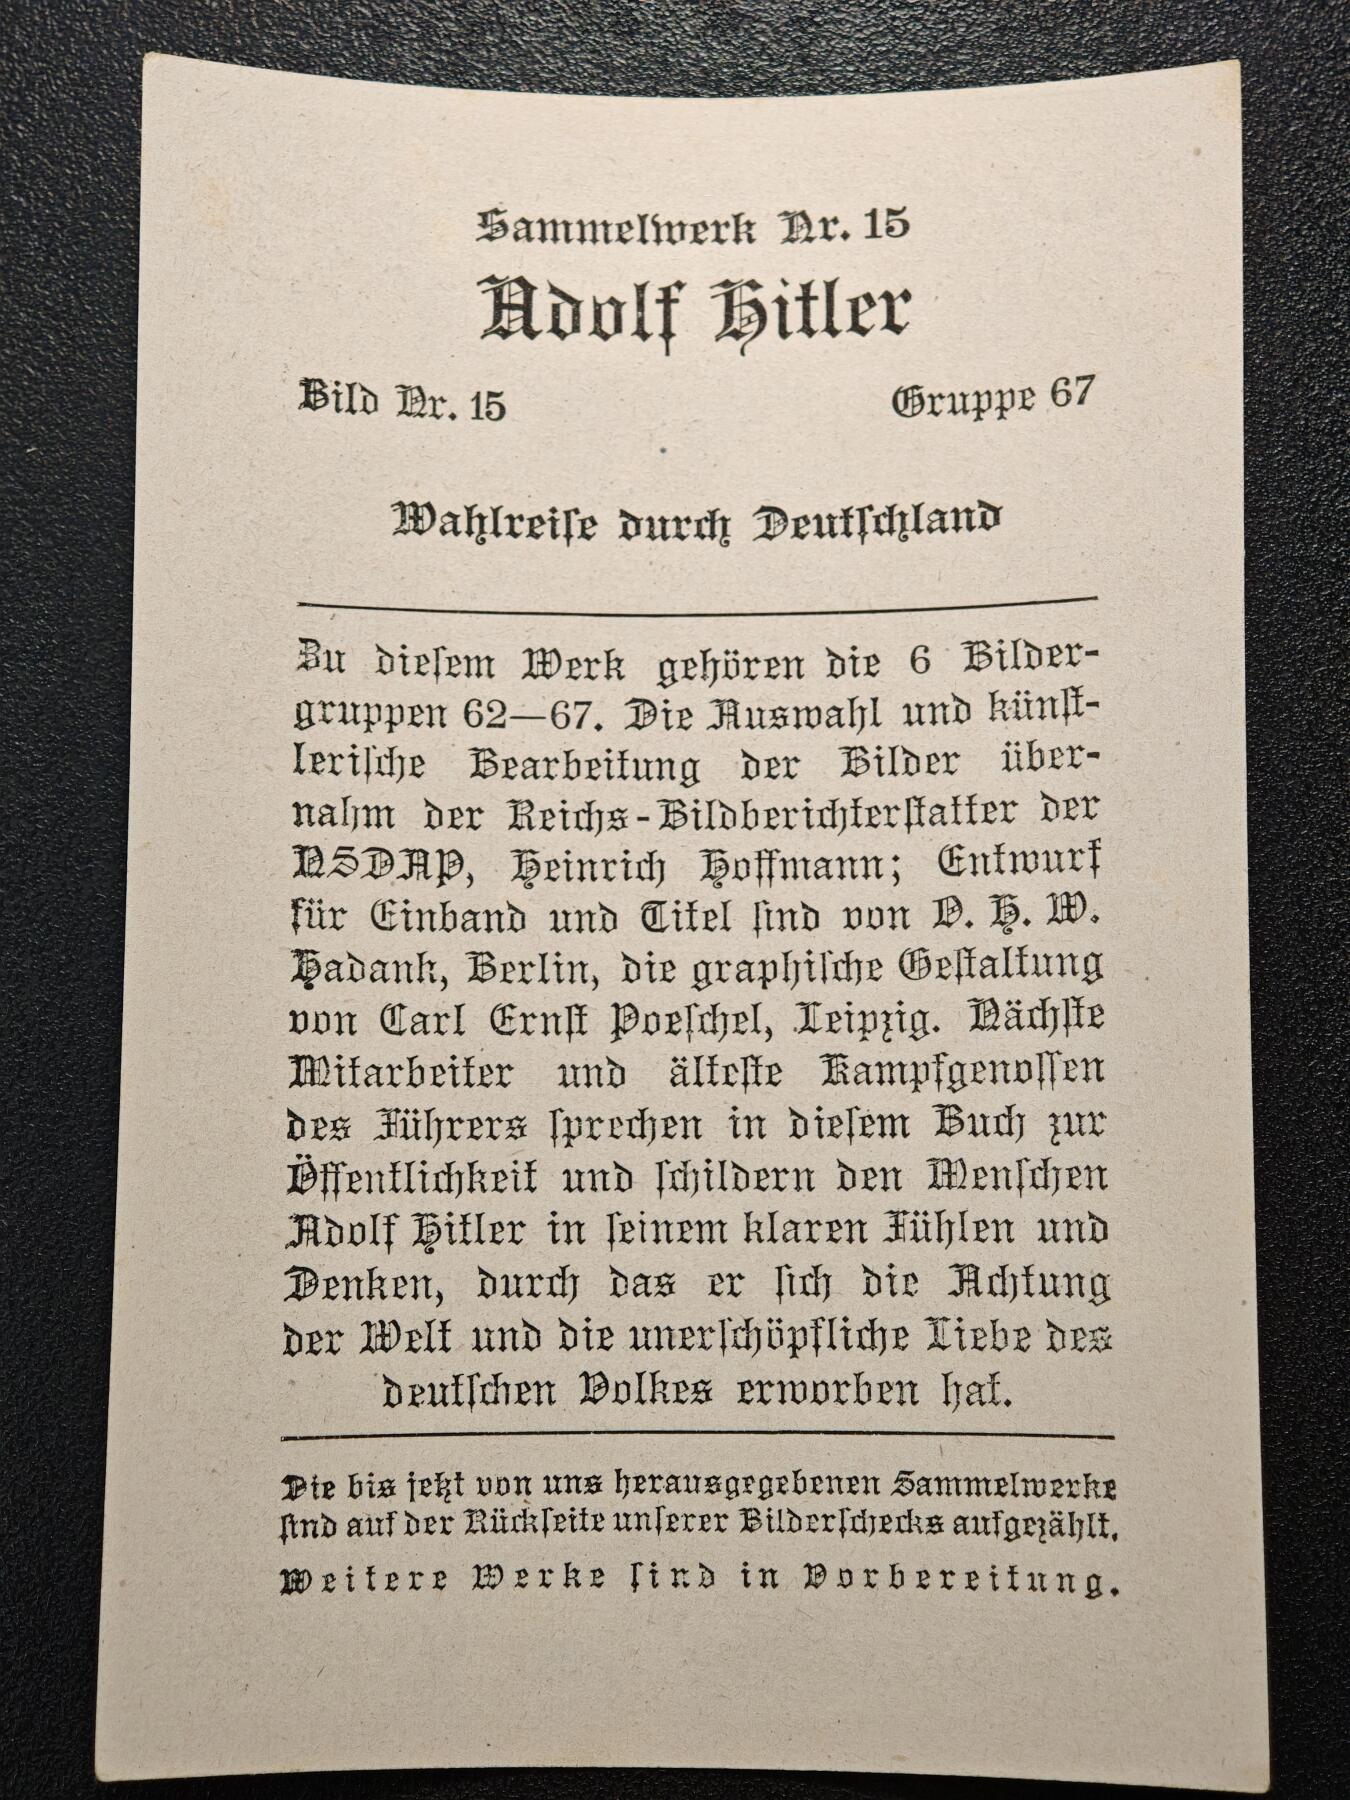 Sammelwerk Nr. 15
Adolf Hitler
Bild Nr. 15 Gruppe 67
Wahlreise durch Deutschland
Zu diesem Werk gehören die 6 Bilder-
gruppen 62—67. Die Auswahl und künst-
lerische Bearbeitung der Bilder über-
nahm der Reichs-Bildberichterstatter der
NSDAP, Heinrich Hoffmann; Entwurf
für Einband und Titel sind von O. H. W.
Hadank, Berlin, die graphische Gestaltung
von Carl Ernst Poeschel, Leipzig. Nächste
Mitarbeiter und älteste Kampfgenossen
des Führers sprechen in diesem Buch zur
Öffentlichkeit und schildern den Menschen
Adolf Hitler in seinem klaren Fühlen und
Denken, durch das er sich die Achtung
der Welt und die unerschöpfliche Liebe des
deutschen Volkes erworben hat.
Die bis jetzt von uns herausgegebenen Sammelwerke
sind auf der Rückseite unserer Bilderschecks aufgezählt.
Weitere Werke sind in Vorbereitung.